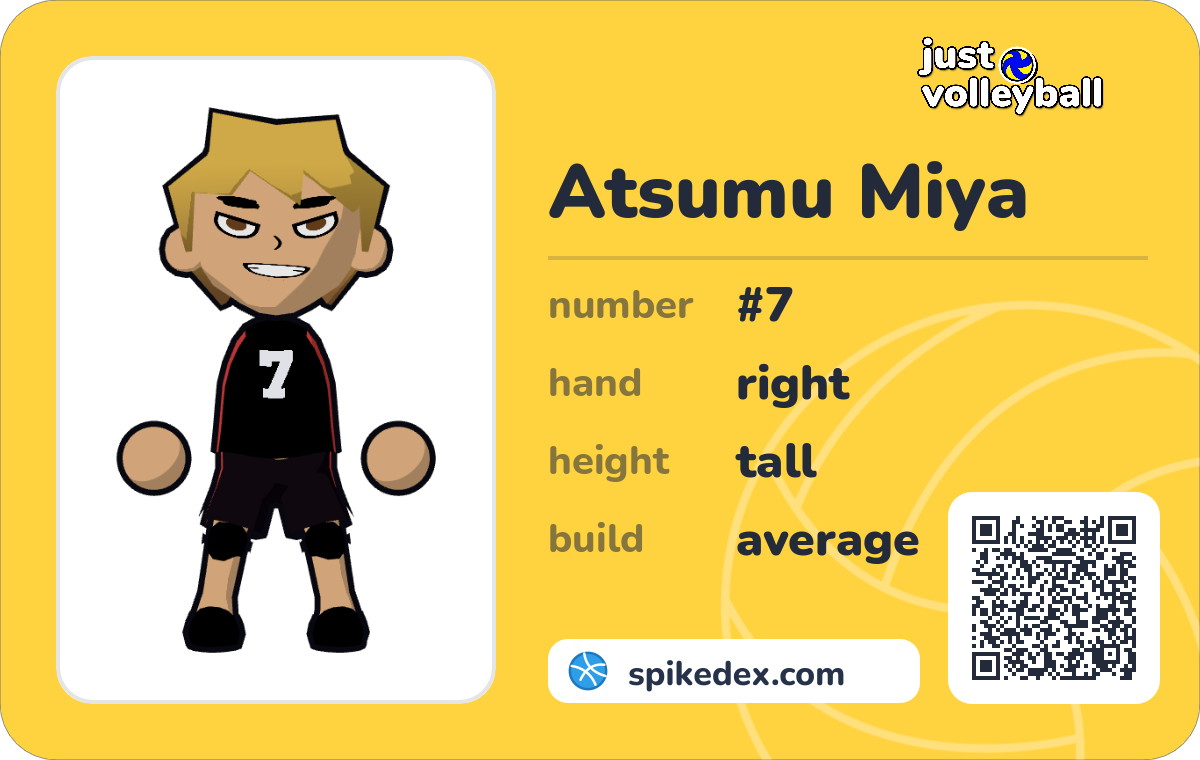 just
volleyball
Atsumu Miya
number #7
hand right
height tall
build average
7
spikedex.com